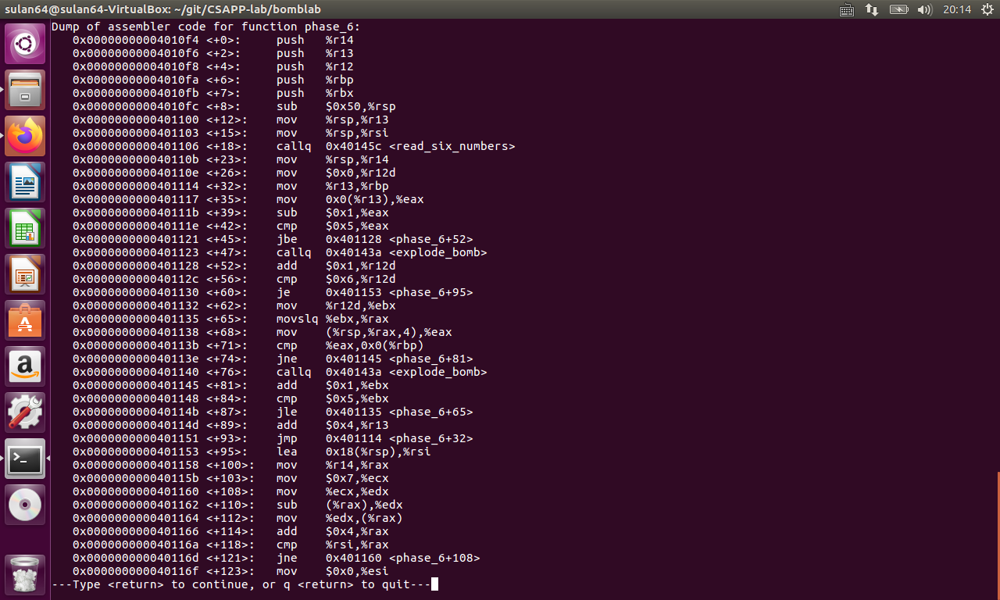 sulan64@sulan64-VirtualBox: ~/git/CSAPP-lab/bomblab 20:14
Dump of assembler code for function phase_6:
0x00000000004010f4 <+0>: push %r14
0x00000000004010f6 <+2>: push %r13
0x00000000004010f8 <+4>: push %r12
0x00000000004010fa <+6>: push %rbp
0x00000000004010fb <+7>: push %rbx
0x00000000004010fc <+8>: sub $0x50,%rsp
0x0000000000401100 <+12>: mov %rsp,%r13
0x0000000000401103 <+15>: mov %rsp,%rsi
0x0000000000401106 <+18>: callq 0x40145c <read_six_numbers>
0x000000000040110b <+23>: mov %rsp,%r14
0x000000000040110e <+26>: mov $0x0,%r12d
0x0000000000401114 <+32>: mov %r13,%rbp
0x0000000000401117 <+35>: mov 0x0(%r13),%eax
0x000000000040111b <+39>: sub $0x1,%eax
0x000000000040111e <+42>: cmp $0x5,%eax
0x0000000000401121 <+45>: jbe 0x401128 <phase_6+52>
0x0000000000401123 <+47>: callq 0x40143a <explode_bomb>
0x0000000000401128 <+52>: add $0x1,%r12d
0x000000000040112c <+56>: cmp $0x6,%r12d
0x0000000000401130 <+60>: je 0x401153 <phase_6+95>
0x0000000000401132 <+62>: mov %r12d,%ebx
0x0000000000401135 <+65>: movslq %ebx,%rax
0x0000000000401138 <+68>: mov (%rsp,%rax,4),%eax
0x000000000040113b <+71>: cmp %eax,0x0(%rbp)
0x000000000040113e <+74>: jne 0x401145 <phase_6+81>
0x0000000000401140 <+76>: callq 0x40143a <explode_bomb>
0x0000000000401145 <+81>: add $0x1,%ebx
0x0000000000401148 <+84>: cmp $0x5,%ebx
0x000000000040114b <+87>: jle 0x401135 <phase_6+65>
0x000000000040114d <+89>: add $0x4,%r13
0x0000000000401151 <+93>: jmp 0x401114 <phase_6+32>
0x0000000000401153 <+95>: lea 0x18(%rsp),%rsi
0x0000000000401158 <+100>: mov %r14,%rax
0x000000000040115b <+103>: mov $0x7,%ecx
0x0000000000401160 <+108>: mov %ecx,%edx
0x0000000000401162 <+110>: sub (%rax),%edx
0x0000000000401164 <+112>: mov %edx,(%rax)
0x0000000000401166 <+114>: add $0x4,%rax
0x000000000040116a <+118>: cmp %rsi,%rax
0x000000000040116d <+121>: jne 0x401160 <phase_6+108>
0x000000000040116f <+123>: mov $0x0,%esi
---Type <return> to continue, or q <return> to quit---